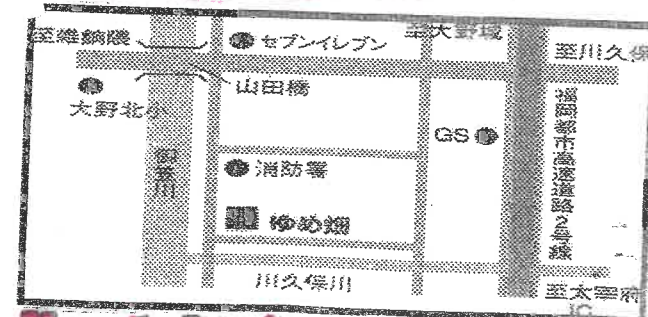 至雑餉隈
セブンイレブン
至大野城
至川久保
大野北小
山田橋
GS
福岡都市高速道路2号線
御笠川
消防署
ゆめ畑
川久保川
至太宰府
IC